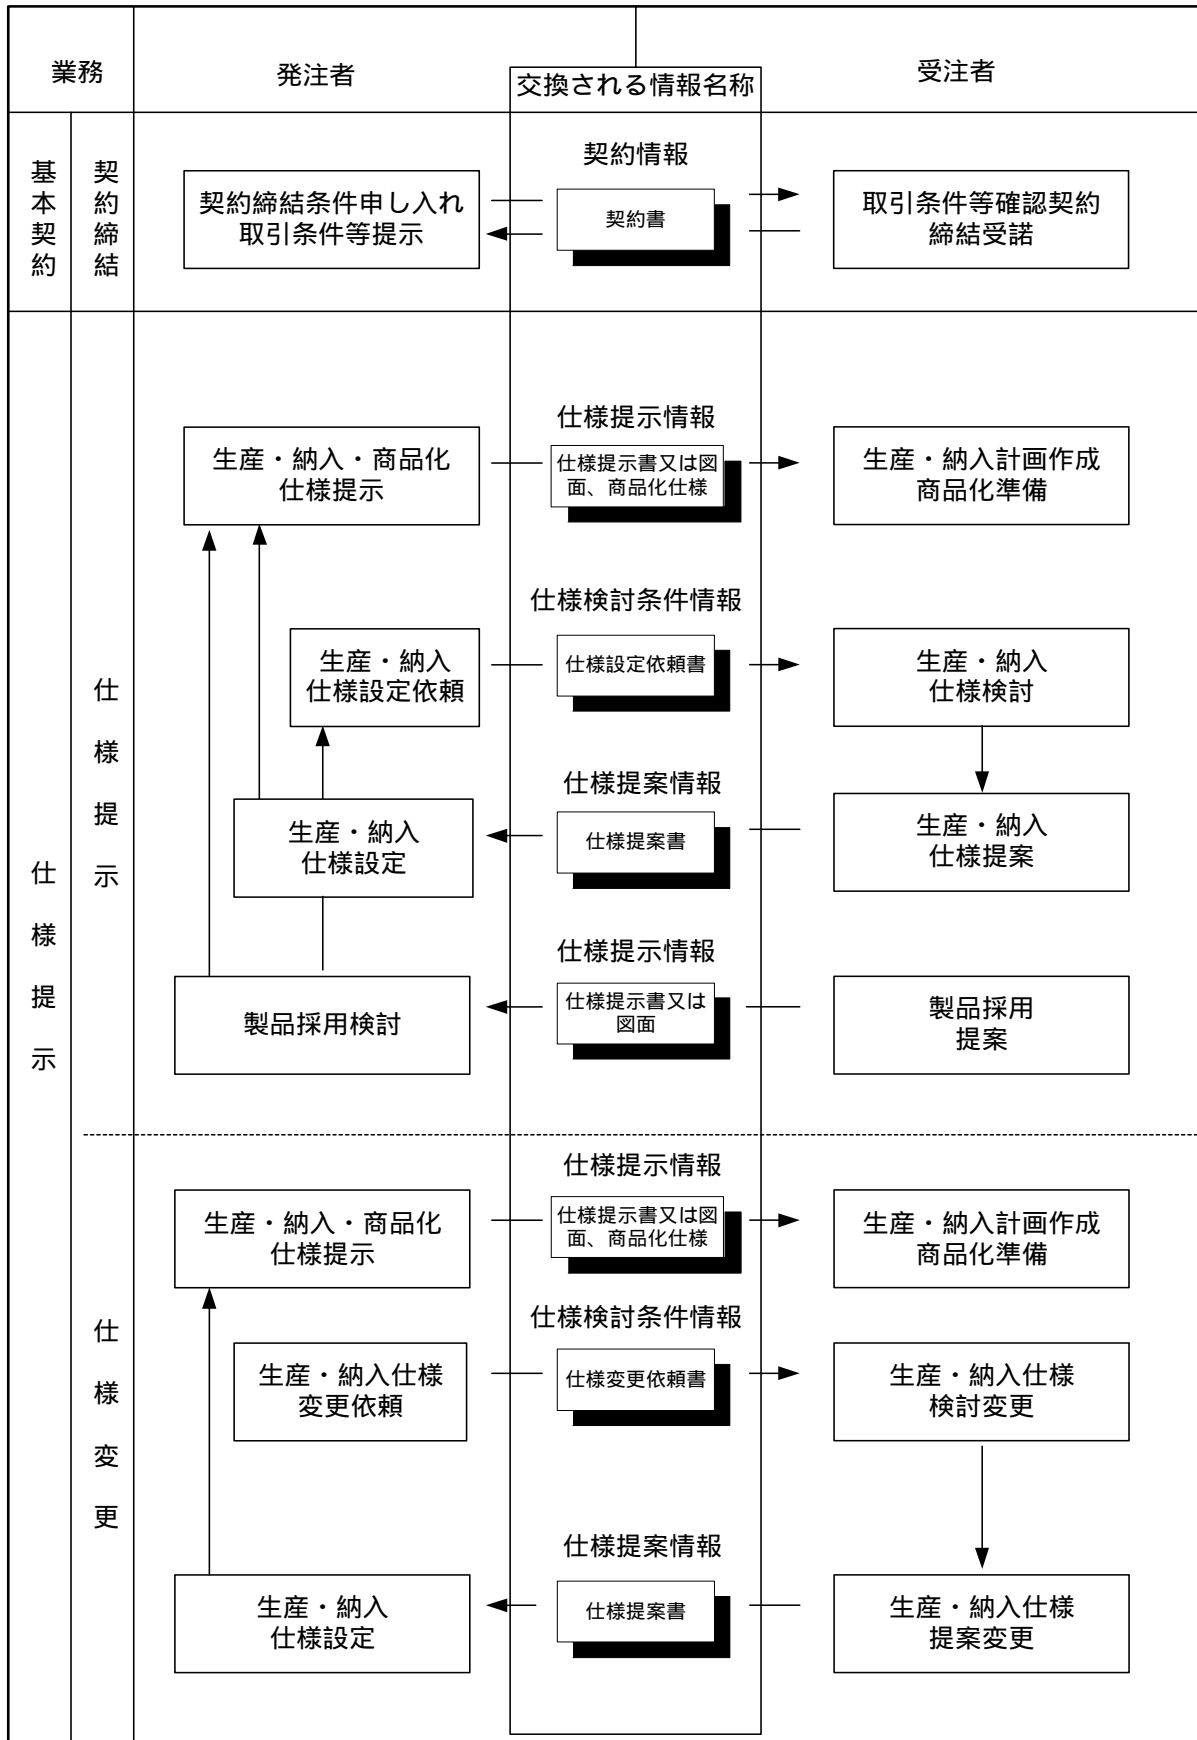 業務
発注者
交換される情報名称
受注者
基本契約
契約締結
契約情報
契約締結条件申し入れ
取引条件等提示
契約書
取引条件等確認契約
締結受諾
仕様提示
仕様提示
仕様提示情報
生産・納入・商品化
仕様提示
仕様提示書又は図
面、商品化仕様
生産・納入計画作成
商品化準備
仕様検討条件情報
生産・納入
仕様設定依頼
仕様設定依頼書
生産・納入
仕様検討
仕様提案情報
生産・納入
仕様設定
仕様提案書
生産・納入
仕様提案
仕様提示情報
製品採用検討
仕様提示書又は
図面
製品採用
提案
仕様変更
仕様提示情報
生産・納入・商品化
仕様提示
仕様提示書又は図
面、商品化仕様
生産・納入計画作成
商品化準備
仕様検討条件情報
生産・納入仕様
変更依頼
仕様変更依頼書
生産・納入仕様
検討変更
仕様提案情報
生産・納入
仕様設定
仕様提案書
生産・納入仕様
提案変更